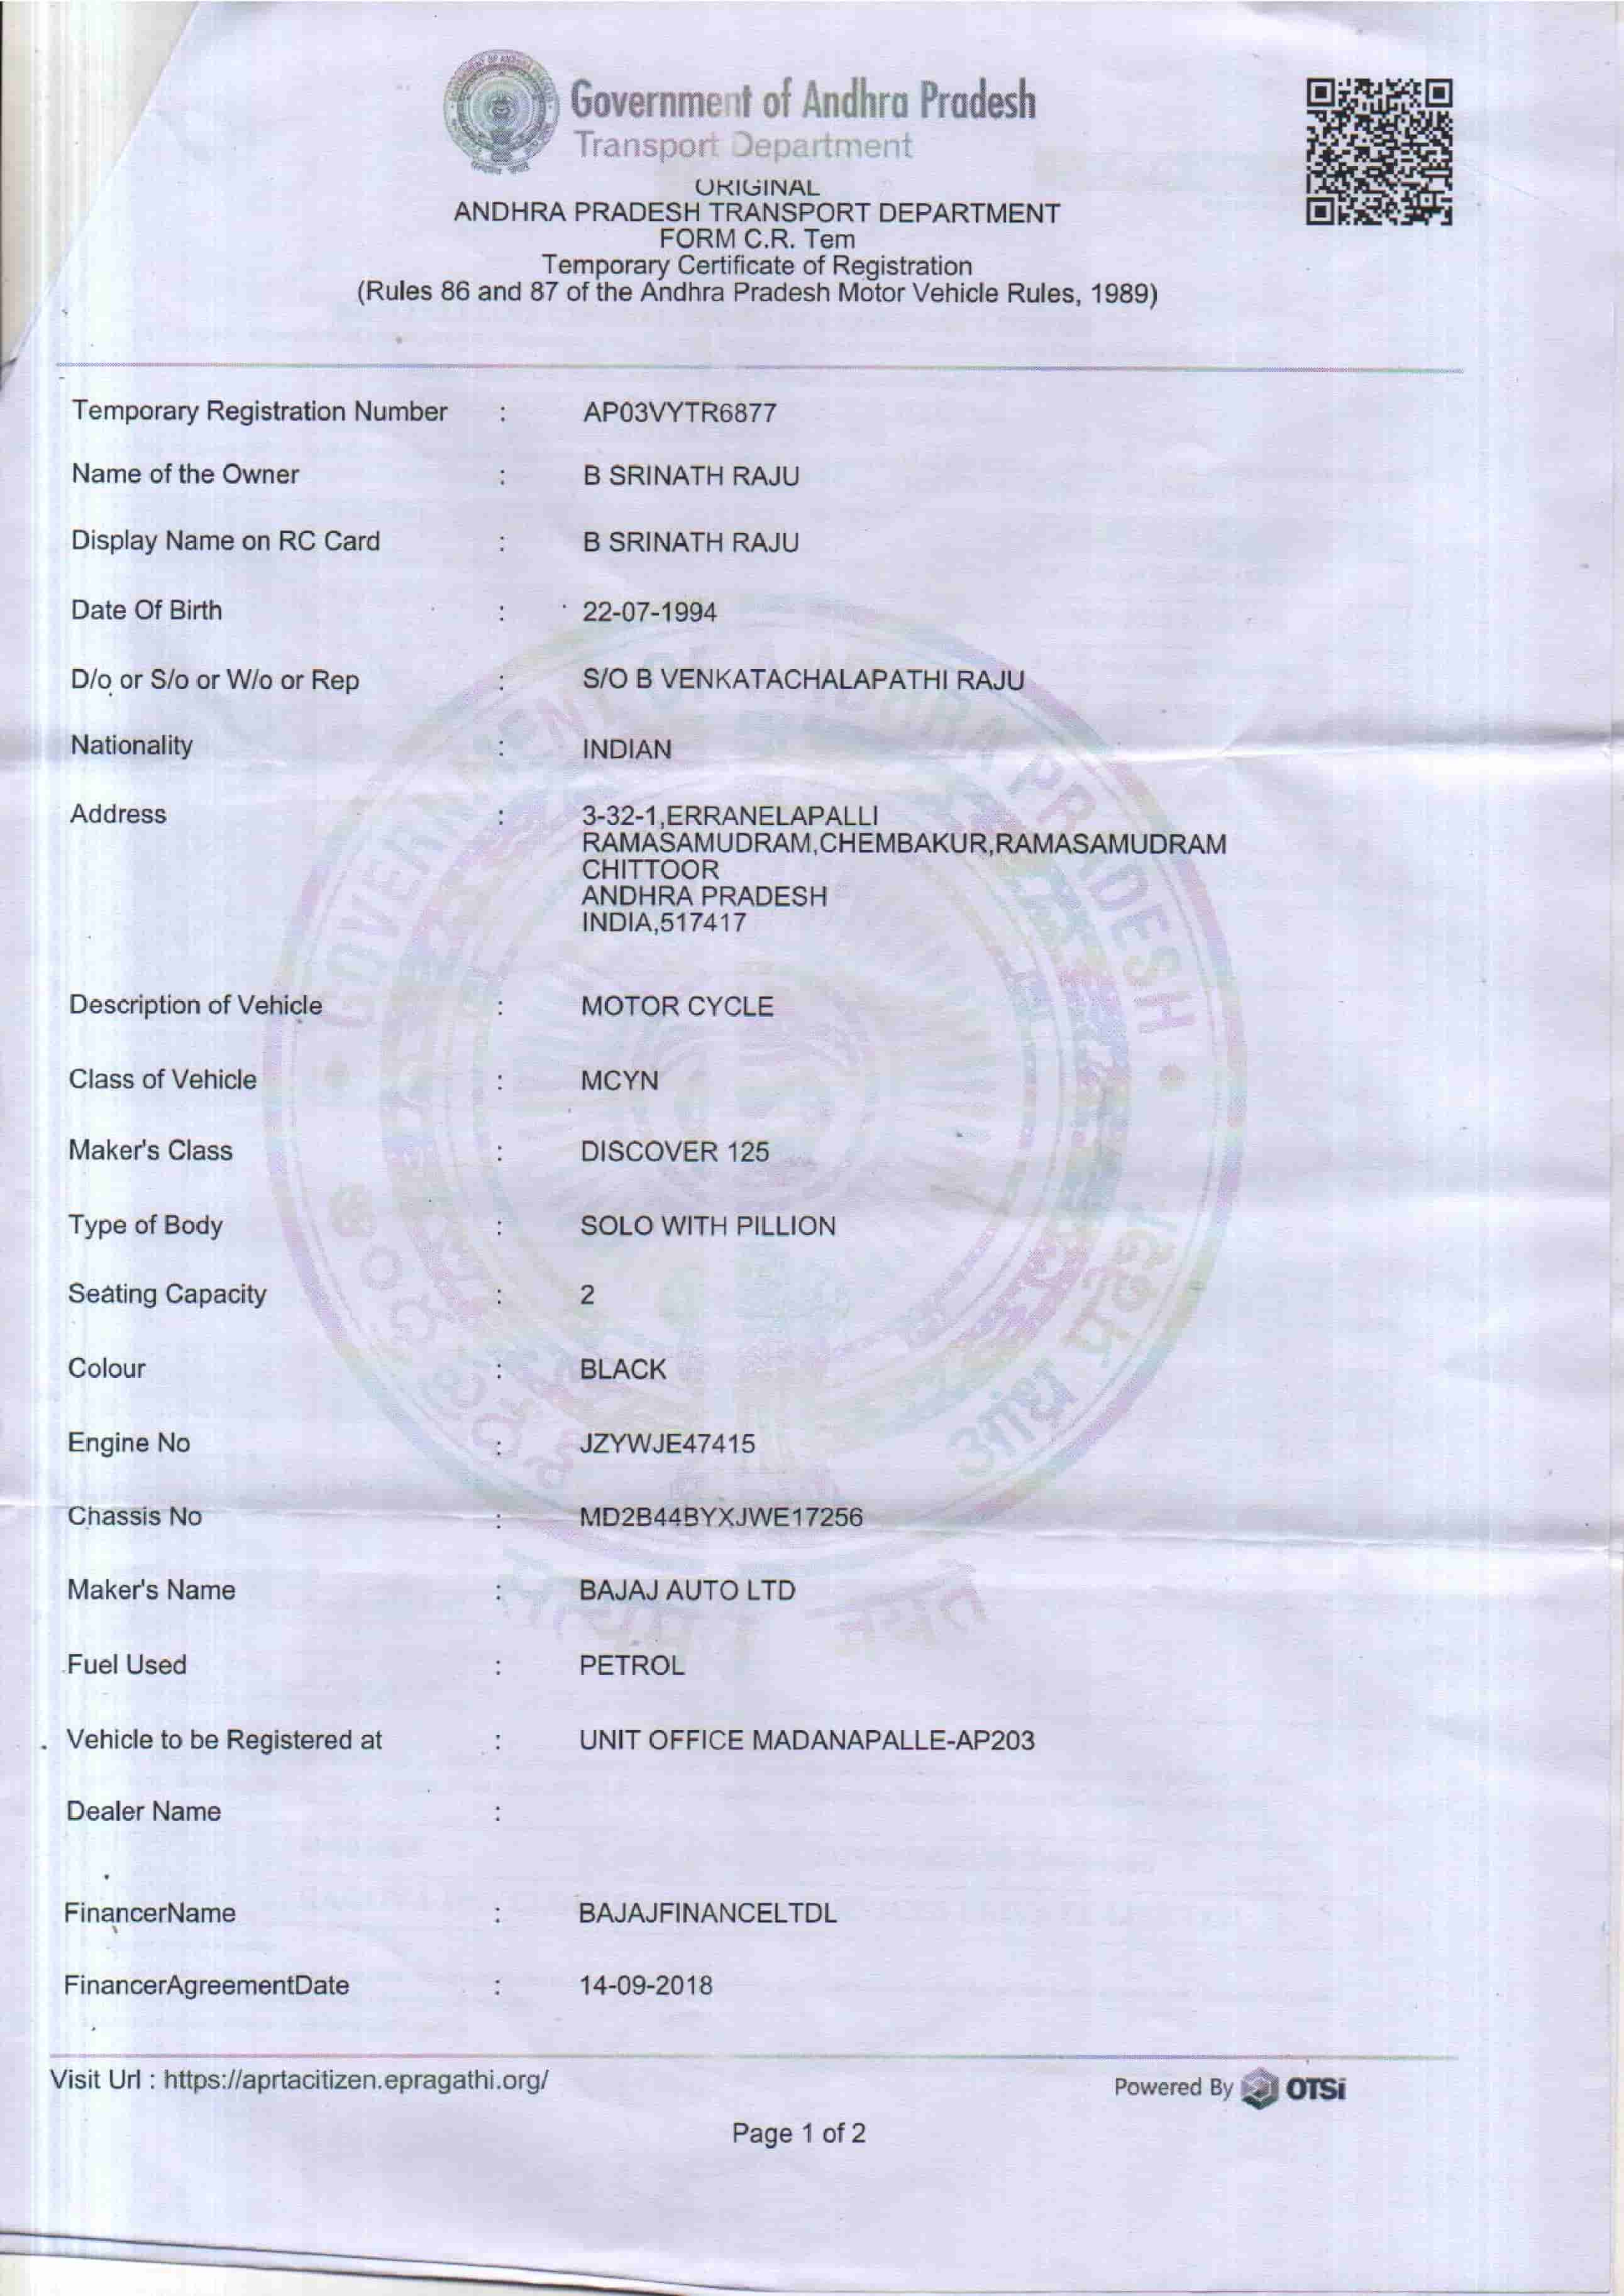 Government of Andhra Pradesh
Transport Department
ORIGINAL
ANDHRA PRADESH TRANSPORT DEPARTMENT
FORM C.R. Tem
Temporary Certificate of Registration
(Rules 86 and 87 of the Andhra Pradesh Motor Vehicle Rules, 1989)
Temporary Registration Number : AP03VYTR6877
Name of the Owner : B SRINATH RAJU
Display Name on RC Card : B SRINATH RAJU
Date Of Birth : 22-07-1994
D/o or S/o or W/o or Rep : S/O B VENKATACHALAPATHI RAJU
Nationality : INDIAN
Address : 3-32-1,ERRANELAPALLI
RAMASAMUDRAM,CHEMBAKUR,RAMASAMUDRAM
CHITTOOR
ANDHRA PRADESH
INDIA,517417
Description of Vehicle : MOTOR CYCLE
Class of Vehicle : MCYN
Maker's Class : DISCOVER 125
Type of Body : SOLO WITH PILLION
Seating Capacity : 2
Colour : BLACK
Engine No : JZYWJE47415
Chassis No : MD2B44BYXJWE17256
Maker's Name : BAJAJ AUTO LTD
Fuel Used : PETROL
Vehicle to be Registered at : UNIT OFFICE MADANAPALLE-AP203
Dealer Name :
FinancerName : BAJAJFINANCELTDL
FinancerAgreementDate : 14-09-2018
Visit Url : https://aprtacitizen.epragathi.org/
Powered By OTSi
Page 1 of 2
GOVERNMENT OF ANDHRA PRADESH
आंध्र प्रदेश